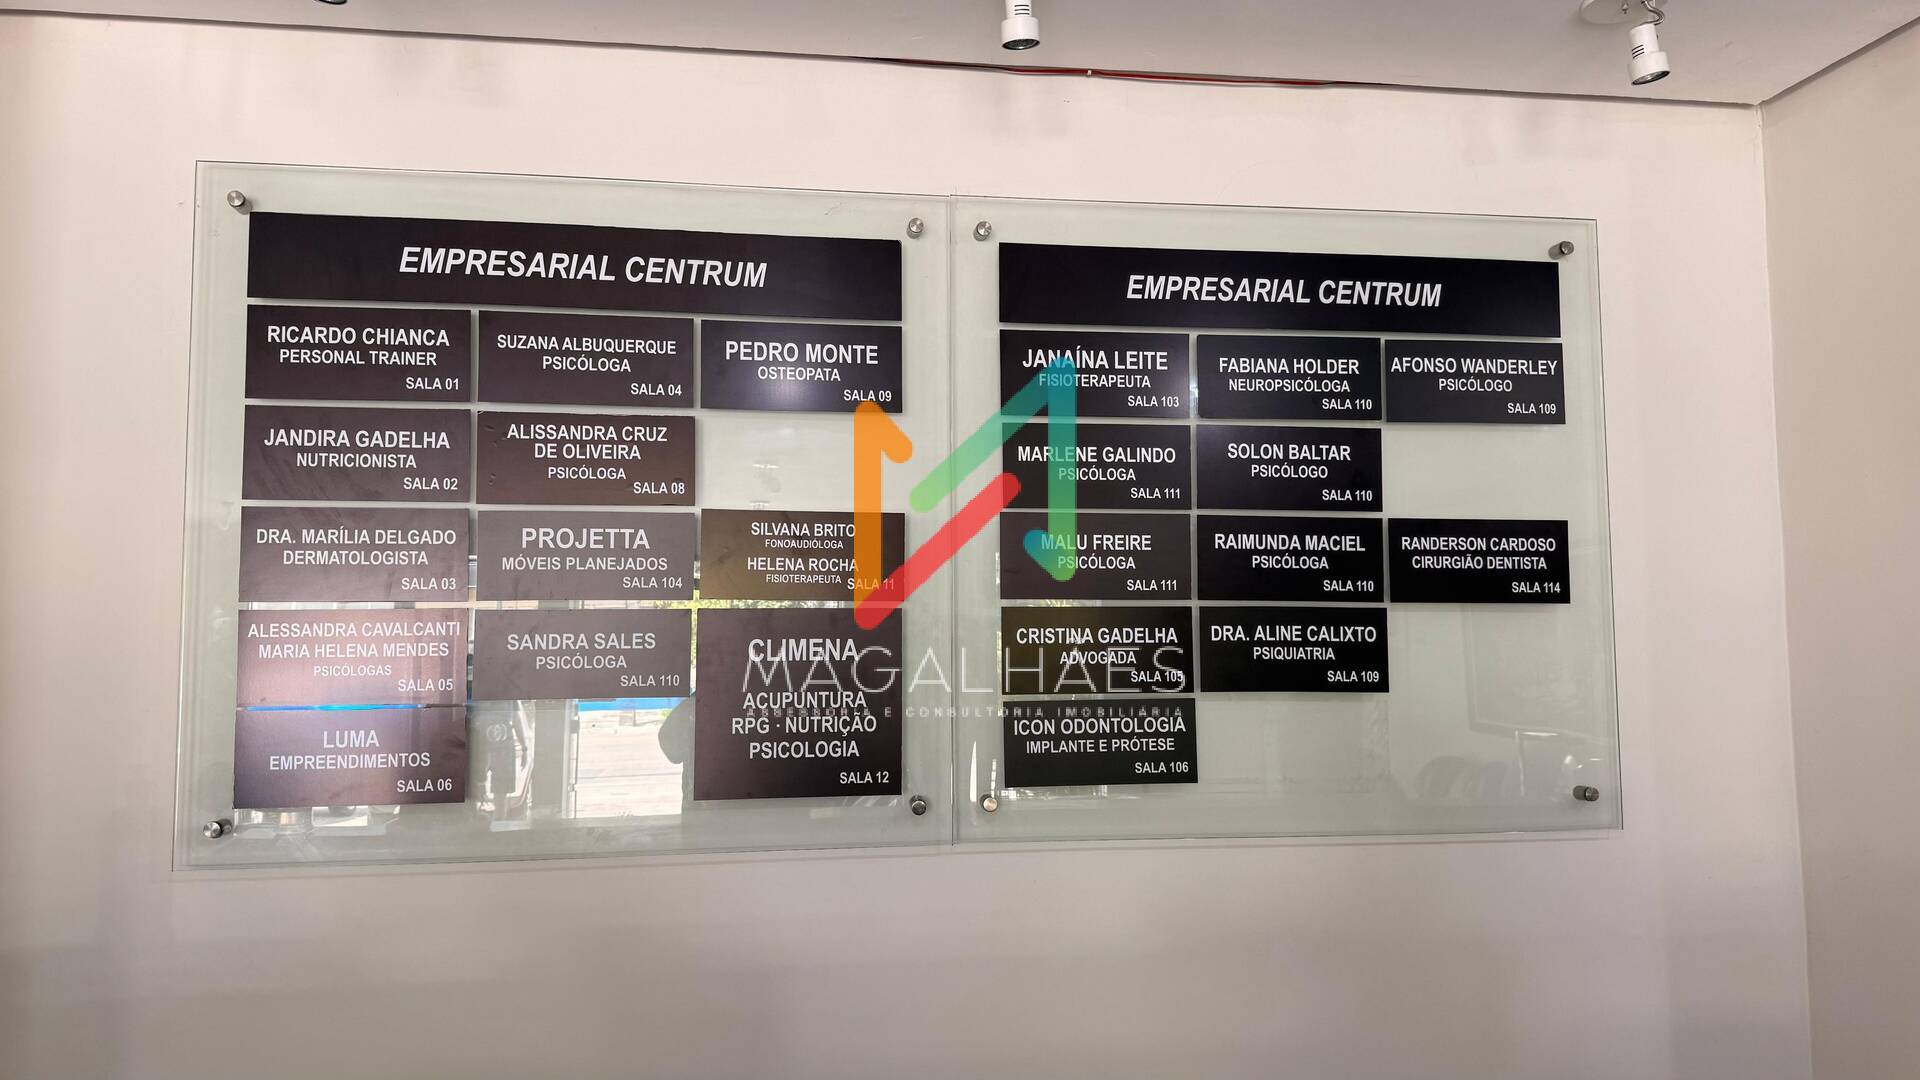 EMPRESARIAL CENTRUM
RICARDO CHIANCA
PERSONAL TRAINER
SALA 01
SUZANA ALBUQUERQUE
PSICÓLOGA
SALA 04
PEDRO MONTE
OSTEOPATA
SALA 09
JANDIRA GADELHA
NUTRICIONISTA
SALA 02
ALISSANDRA CRUZ
DE OLIVEIRA
PSICÓLOGA
SALA 08
DRA. MARÍLIA DELGADO
DERMATOLOGISTA
SALA 03
PROJETTA
MÓVEIS PLANEJADOS
SALA 104
SILVANA BRITO
FONOAUDIÓLOGA
HELENA ROCHA
FISIOTERAPEUTA
SALA 11
ALESSANDRA CAVALCANTI
MARIA HELENA MENDES
PSICÓLOGAS
SALA 05
SANDRA SALES
PSICÓLOGA
SALA 110
CLIMENA
ACUPUNTURA
RPG · NUTRIÇÃO
PSICOLOGIA
SALA 12
LUMA
EMPREENDIMENTOS
SALA 06
EMPRESARIAL CENTRUM
JANAÍNA LEITE
FISIOTERAPEUTA
SALA 103
FABIANA HOLDER
NEUROPSICÓLOGA
SALA 110
AFONSO WANDERLEY
PSICÓLOGO
SALA 109
MARLENE GALINDO
PSICÓLOGA
SALA 111
SOLON BALTAR
PSICÓLOGO
SALA 110
MALU FREIRE
PSICÓLOGA
SALA 111
RAIMUNDA MACIEL
PSICÓLOGA
SALA 110
RANDERSON CARDOSO
CIRURGIÃO DENTISTA
SALA 114
CRISTINA GADELHA
ADVOGADA
SALA 105
DRA. ALINE CALIXTO
PSIQUIATRIA
SALA 109
ICON ODONTOLOGIA
IMPLANTE E PRÓTESE
SALA 106
MAGALHÃES
ASSESSORIA E CONSULTORIA IMOBILIÁRIA